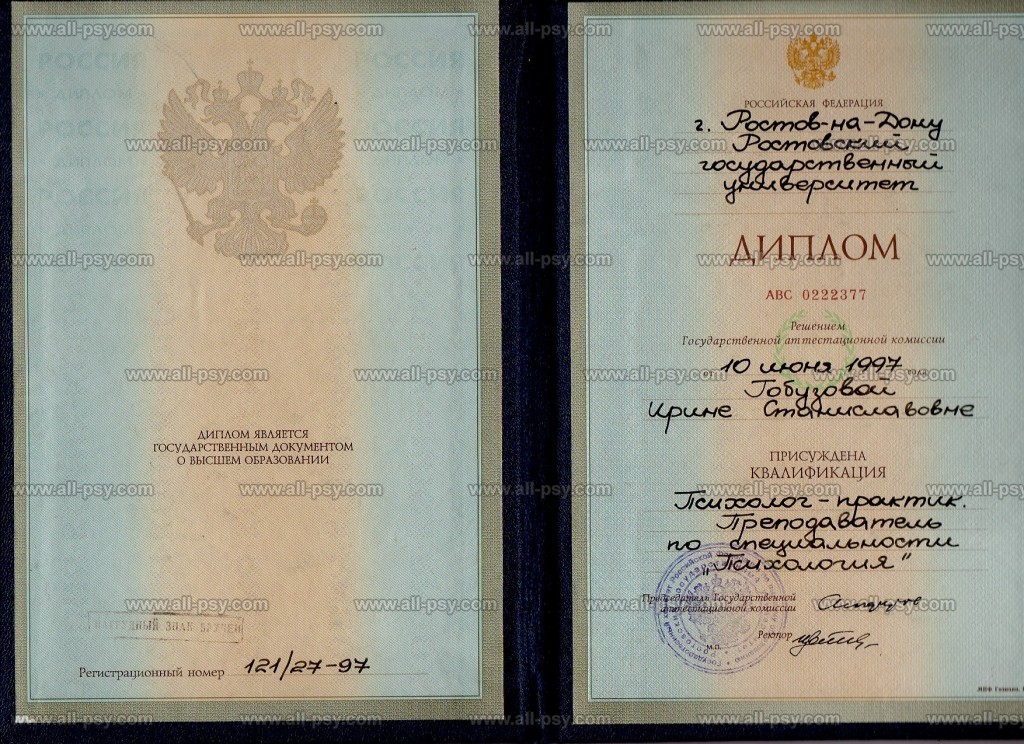 ДИПЛОМ ЯВЛЯЕТСЯ
ГОСУДАРСТВЕННЫМ ДОКУМЕНТОМ
О ВЫСШЕМ ОБРАЗОВАНИИ
НАГРУДНЫЙ ЗНАК ВРУЧЕН
Регистрационный номер 121/27-97
РОССИЙСКАЯ ФЕДЕРАЦИЯ
г. Ростов-на-Дону
Ростовский
государственный
университет
ДИПЛОМ
АВС 0222377
Решением
Государственной аттестационной комиссии
от 10 июня 1997 года
Гобузовой
Ирине Станиславовне
ПРИСУЖДЕНА
КВАЛИФИКАЦИЯ
Психолог-практик.
Преподаватель
по специальности
„Психология"
Председатель Государственной
аттестационной комиссии
Ректор
м.п.
www.all-psy.com